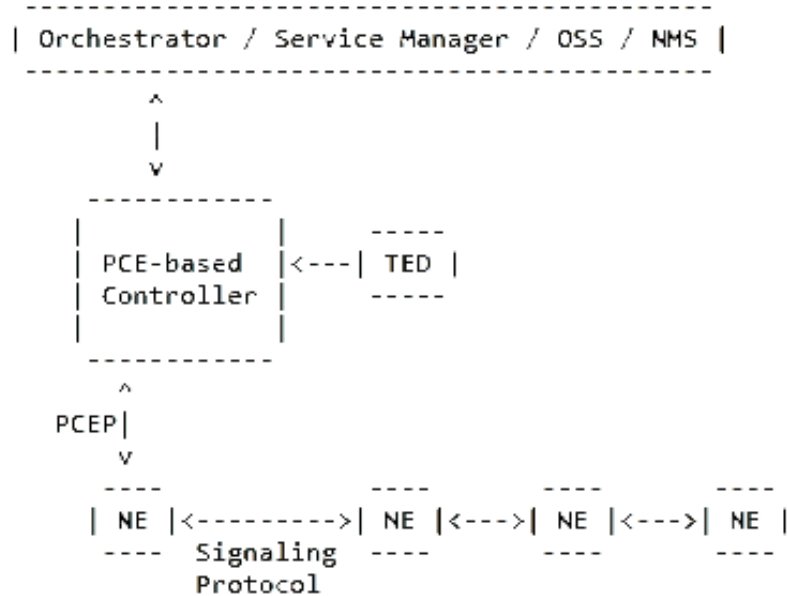 Orchestrator / Service Manager / OSS / NMS
PCE-based
Controller
TED
PCEP
NE NE NE NE
Signaling
Protocol